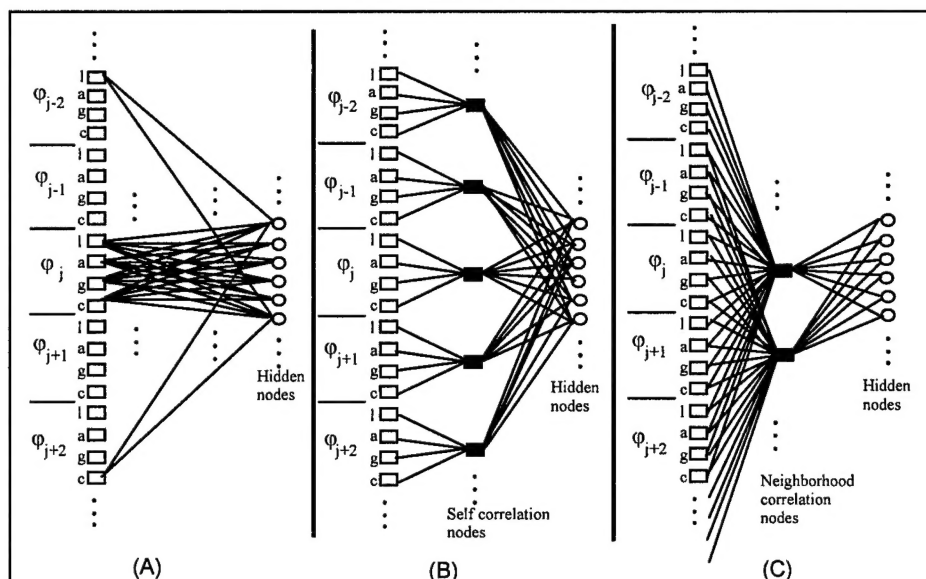 φj-2
l
a
g
c
φj-1
l
a
g
c
φj
l
a
g
c
φj+1
l
a
g
c
φj+2
l
a
g
c
Hidden
nodes
(A)
φj-2
l
a
g
c
φj-1
l
a
g
c
φj
l
a
g
c
φj+1
l
a
g
c
φj+2
l
a
g
c
Hidden
nodes
Self correlation
nodes
(B)
φj-2
l
a
g
c
φj-1
l
a
g
c
φj
l
a
g
c
φj+1
l
a
g
c
φj+2
l
a
g
c
Hidden
nodes
Neighborhood
correlation
nodes
(C)